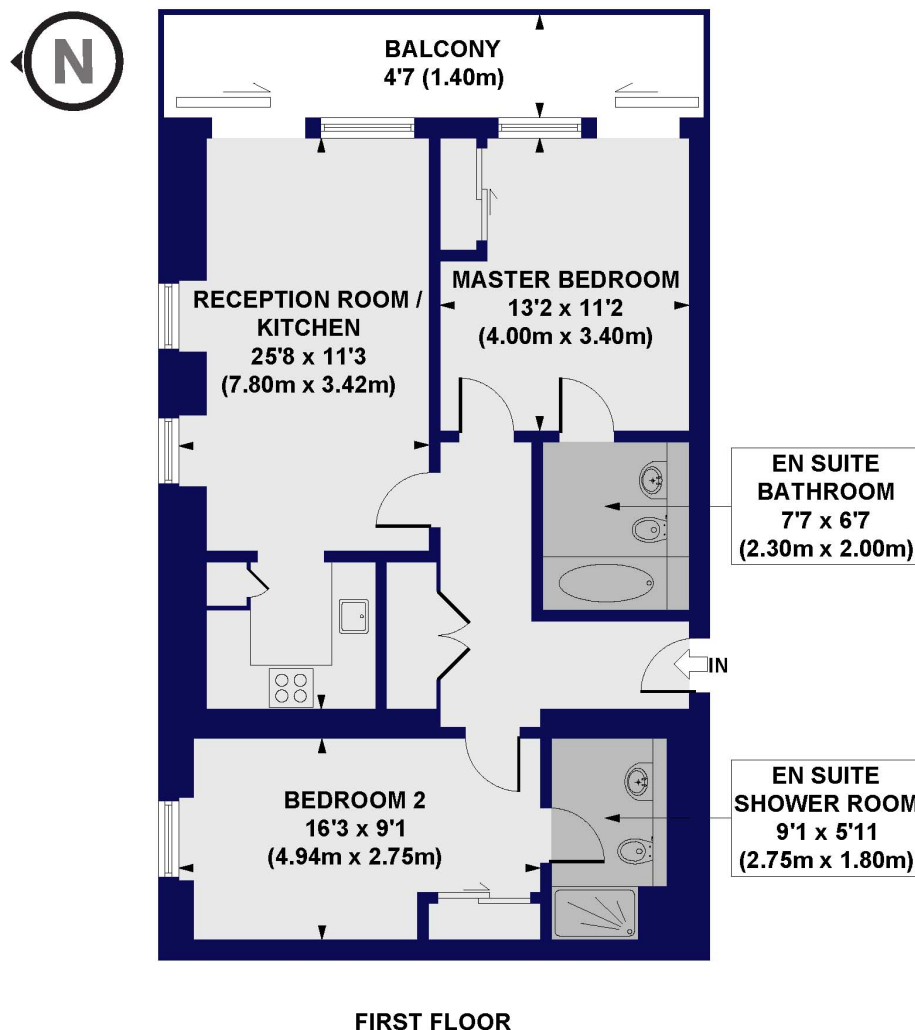 N
BALCONY
4'7 (1.40m)
RECEPTION ROOM /
KITCHEN
25'8 x 11'3
(7.80m x 3.42m)
MASTER BEDROOM
13'2 x 11'2
(4.00m x 3.40m)
EN SUITE
BATHROOM
7'7 x 6'7
(2.30m x 2.00m)
IN
BEDROOM 2
16'3 x 9'1
(4.94m x 2.75m)
EN SUITE
SHOWER ROOM
9'1 x 5'11
(2.75m x 1.80m)
FIRST FLOOR